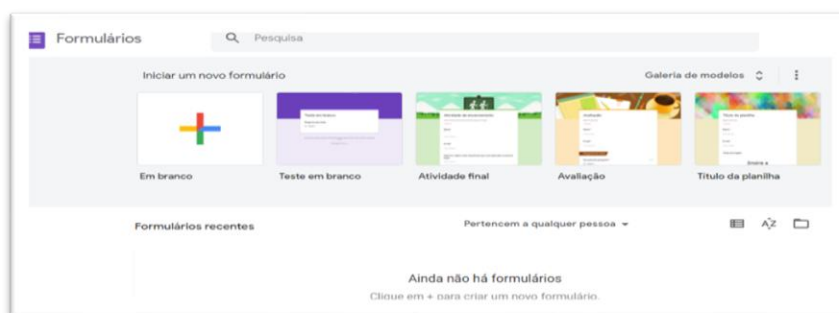 Formulários
Pesquisa
Iniciar um novo formulário
Galeria de modelos
Em branco
Teste em branco
Atividade final
Avaliação
Título da planilha
Formulários recentes
Pertencem a qualquer pessoa
AZ
Ainda não há formulários
Clique em + para criar um novo formulário.